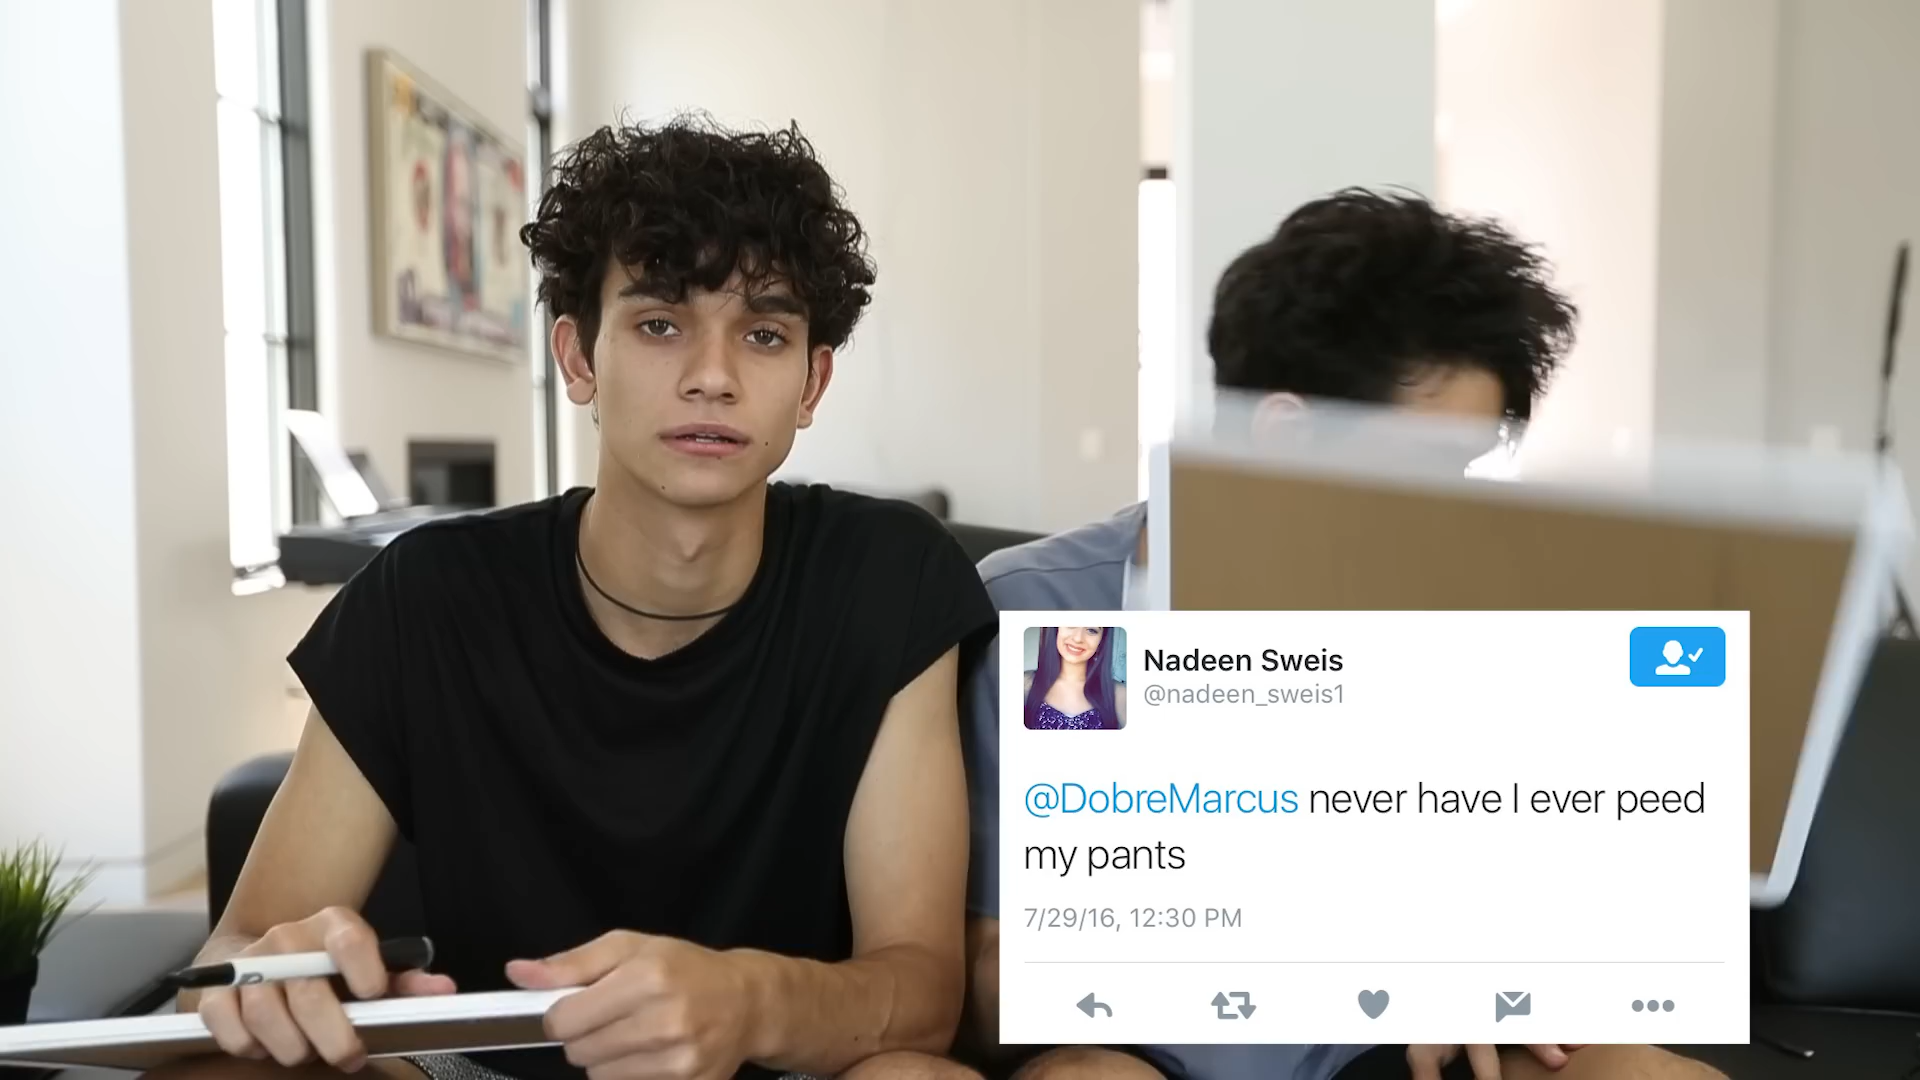 Nadeen Sweis
@nadeen_sweis1
@DobreMarcus never have I ever peed
my pants
7/29/16, 12:30 PM